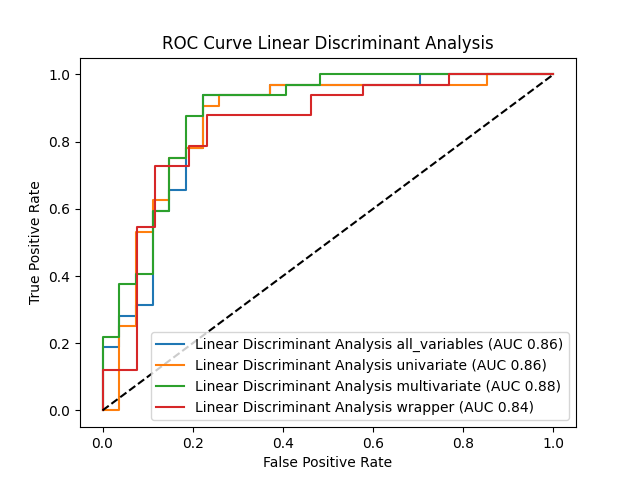 ROC Curve Linear Discriminant Analysis
1.0
0.8
0.6
0.4
0.2
0.0
True Positive Rate
Linear Discriminant Analysis all_variables (AUC 0.86)
Linear Discriminant Analysis univariate (AUC 0.86)
Linear Discriminant Analysis multivariate (AUC 0.88)
Linear Discriminant Analysis wrapper (AUC 0.84)
0.0 0.2 0.4 0.6 0.8 1.0
False Positive Rate